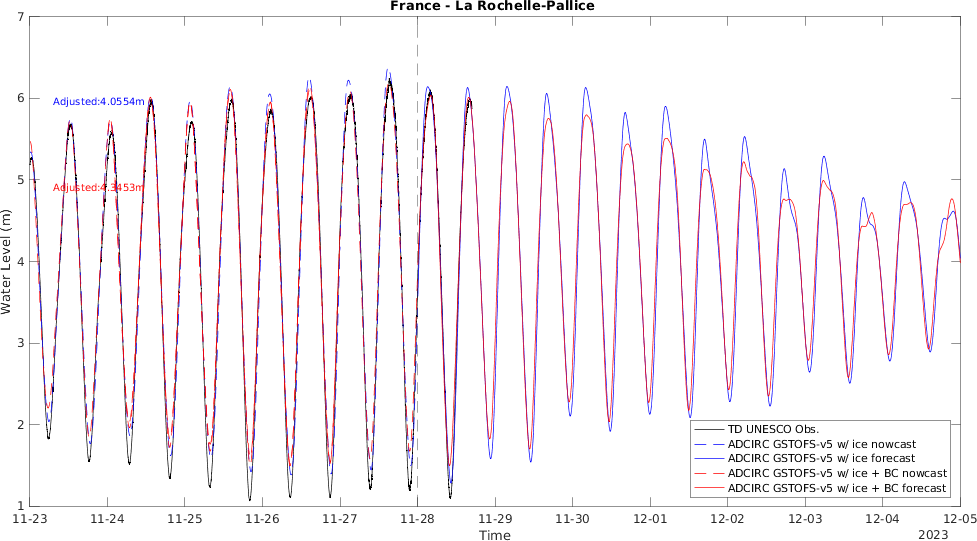 France - La Rochelle-Pallice
7
6
5
4
3
2
1
Water Level (m)
Adjusted:4.0554m
Adjusted:4.3453m
TD UNESCO Obs.
ADCIRC GSTOFS-v5 w/ ice nowcast
ADCIRC GSTOFS-v5 w/ ice forecast
ADCIRC GSTOFS-v5 w/ ice + BC nowcast
ADCIRC GSTOFS-v5 w/ ice + BC forecast
11-23 11-24 11-25 11-26 11-27 11-28 11-29 11-30 12-01 12-02 12-03 12-04 12-05
Time
2023